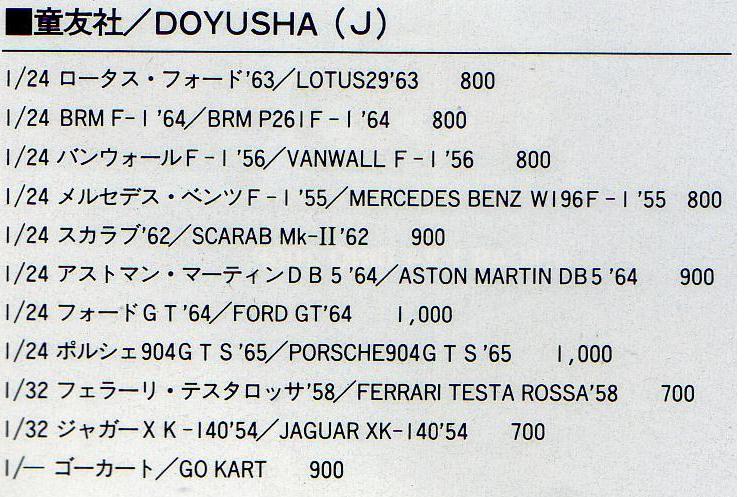 ■童友社／DOYUSHA（J）
1/24 ロータス・フォード'63／LOTUS29'63 800
1/24 BRM F-1 '64／BRM P261F-1 '64 800
1/24 バンウォールF-1 '56／VANWALL F-1 '56 800
1/24 メルセデス・ベンツF-1 '55／MERCEDES BENZ W196F-1 '55 800
1/24 スカラブ'62／SCARAB Mk-II '62 900
1/24 アストマン・マーティンDB5 '64／ASTON MARTIN DB5 '64 900
1/24 フォードGT '64／FORD GT'64 1,000
1/24 ポルシェ904GTS '65／PORSCHE904GTS '65 1,000
1/32 フェラーリ・テスタロッサ'58／FERRARI TESTA ROSSA'58 700
1/32 ジャガーXK-140'54／JAGUAR XK-140'54 700
1/― ゴーカート／GO KART 900